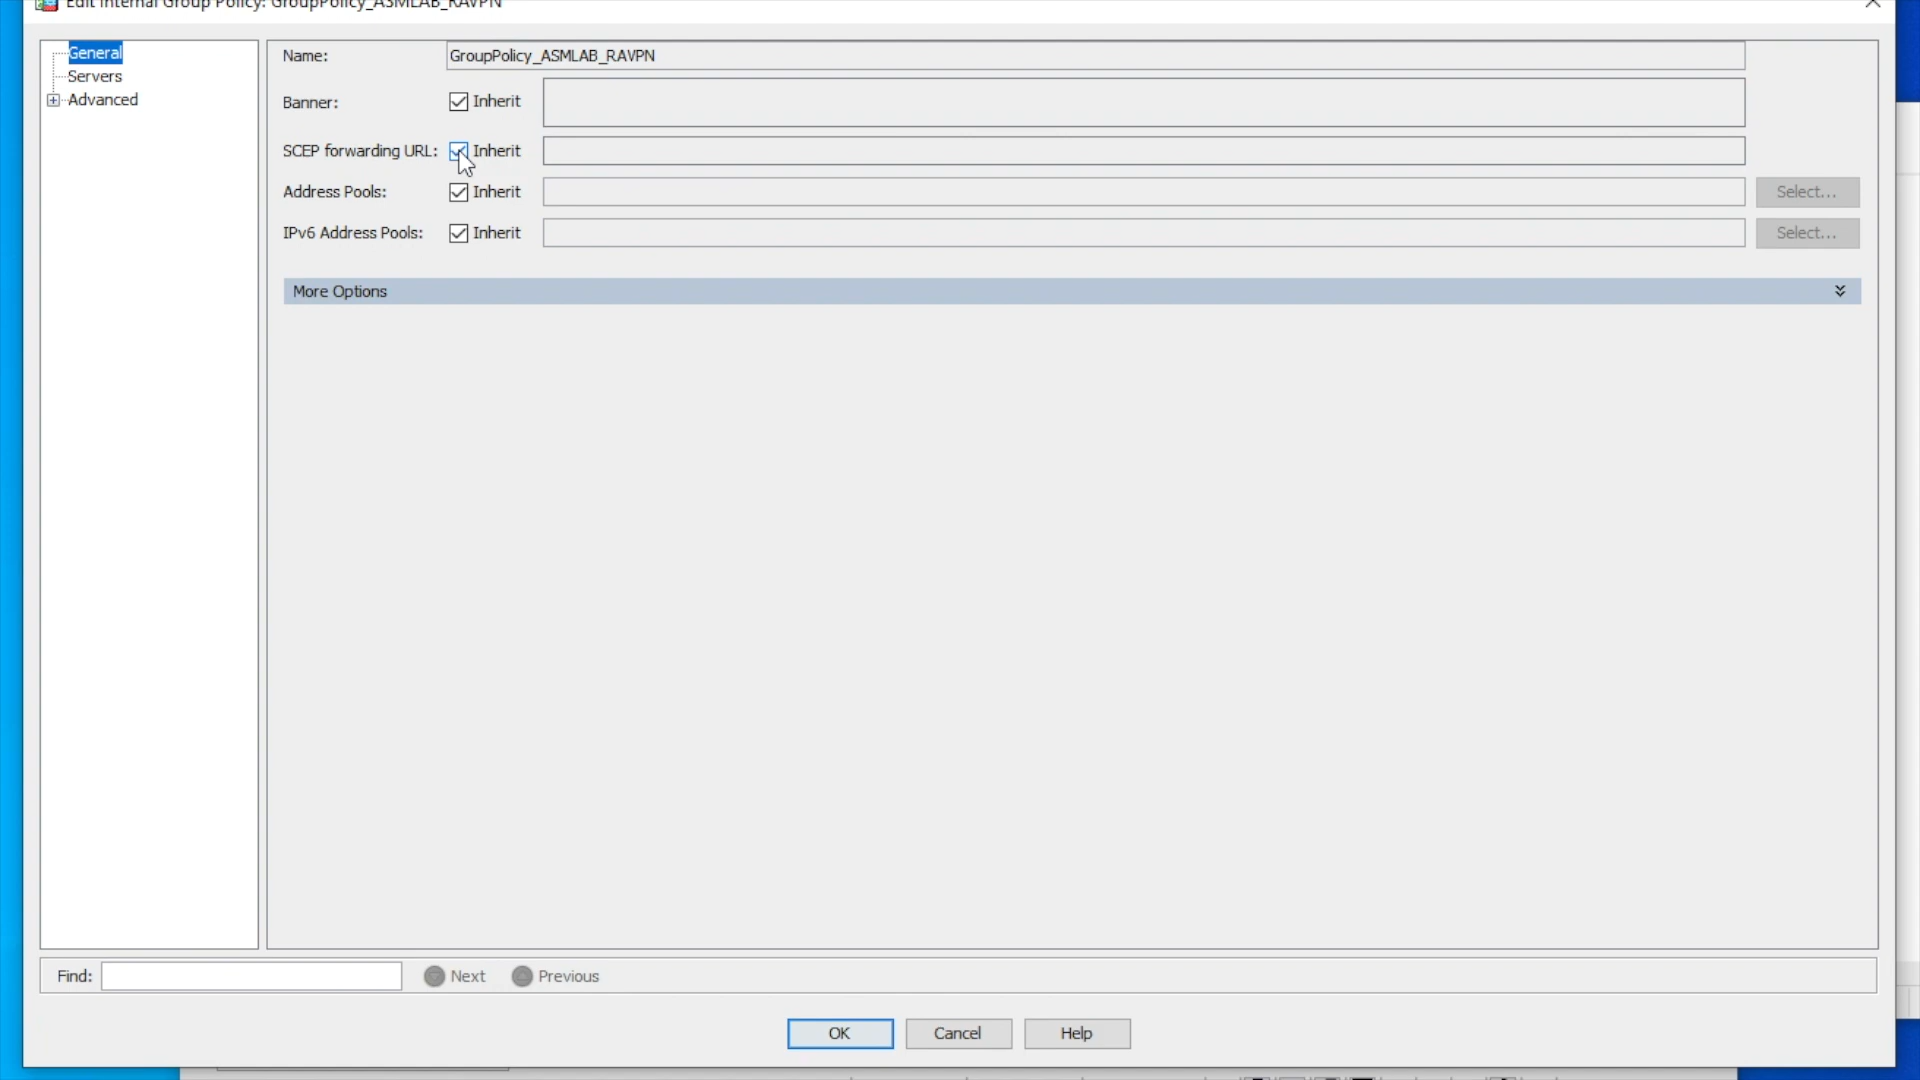 Edit Internal Group Policy: GroupPolicy_ASMLAB_RAVPN
General
Servers
Advanced
Name: GroupPolicy_ASMLAB_RAVPN
Banner: Inherit
SCEP forwarding URL: Inherit
Address Pools: Inherit Select...
IPv6 Address Pools: Inherit Select...
More Options
Find: Next Previous
OK Cancel Help